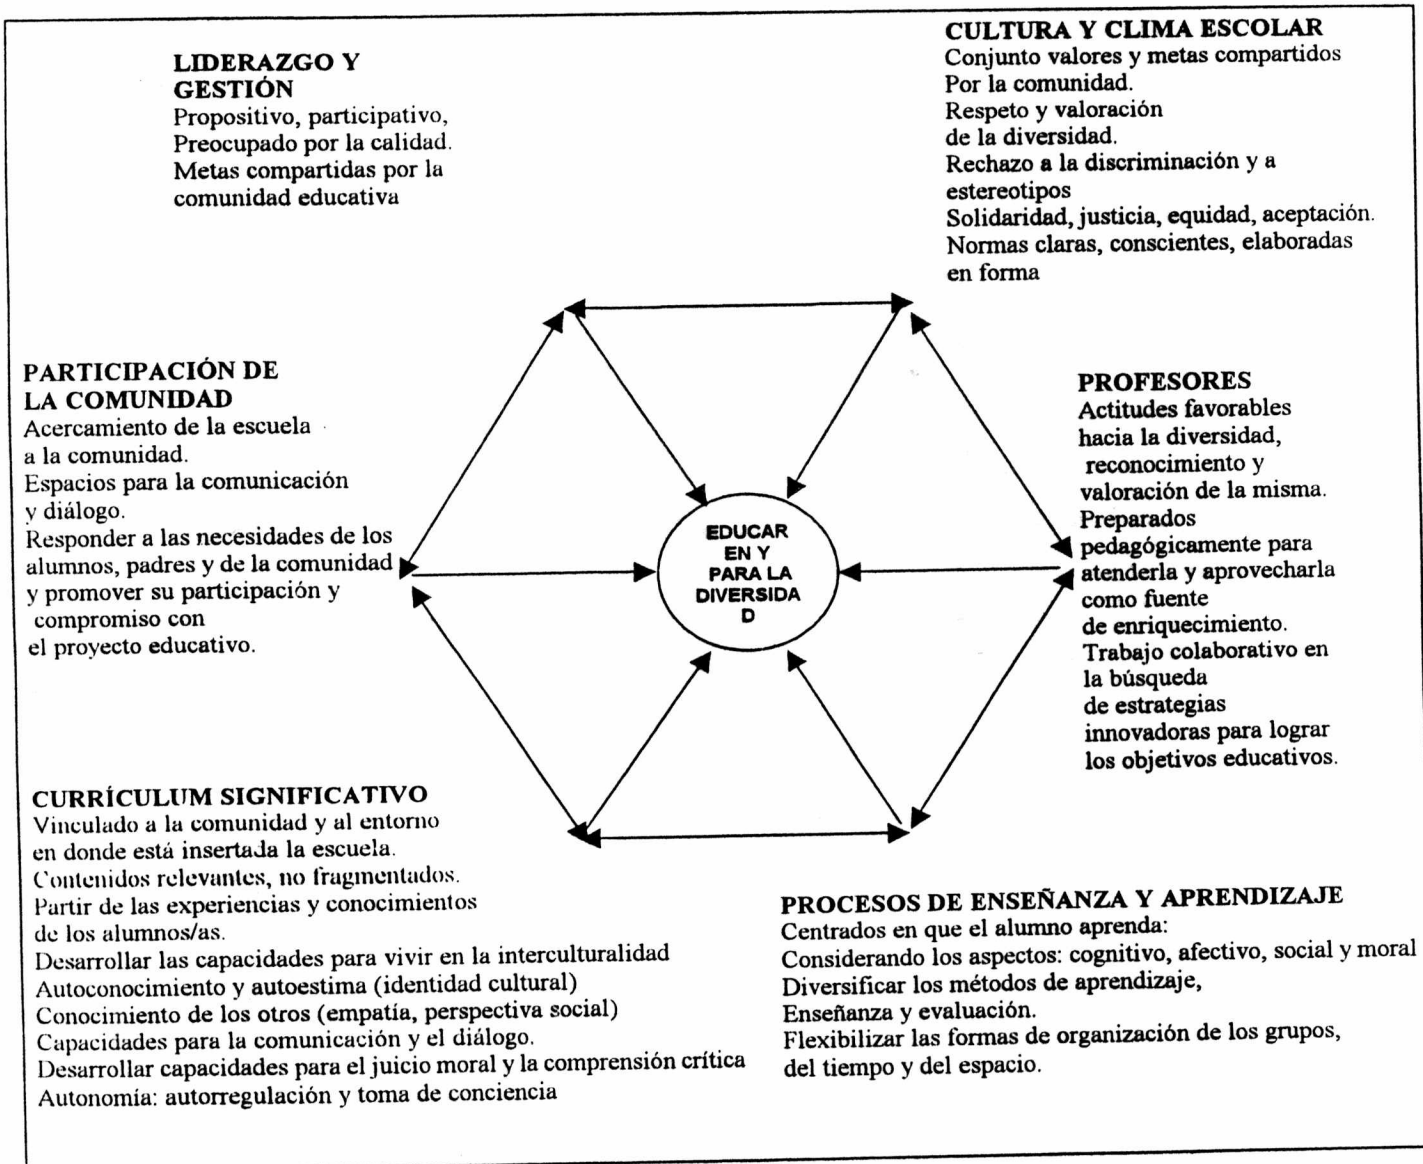 LIDERAZGO Y
GESTIÓN
Propositivo, participativo,
Preocupado por la calidad.
Metas compartidas por la
comunidad educativa
CULTURA Y CLIMA ESCOLAR
Conjunto valores y metas compartidos
Por la comunidad.
Respeto y valoración
de la diversidad.
Rechazo a la discriminación y a
estereotipos
Solidaridad, justicia, equidad, aceptación.
Normas claras, conscientes, elaboradas
en forma
PARTICIPACIÓN DE
LA COMUNIDAD
Acercamiento de la escuela
a la comunidad.
Espacios para la comunicación
y diálogo.
Responder a las necesidades de los
alumnos, padres y de la comunidad
y promover su participación y
compromiso con
el proyecto educativo.
EDUCAR
EN Y
PARA LA
DIVERSIDA
D
PROFESORES
Actitudes favorables
hacia la diversidad,
reconocimiento y
valoración de la misma.
Preparados
pedagógicamente para
atenderla y aprovecharla
como fuente
de enriquecimiento.
Trabajo colaborativo en
la búsqueda
de estrategias
innovadoras para lograr
los objetivos educativos.
CURRÍCULUM SIGNIFICATIVO
Vinculado a la comunidad y al entorno
en donde está insertada la escuela.
Contenidos relevantes, no fragmentados.
Partir de las experiencias y conocimientos
de los alumnos/as.
Desarrollar las capacidades para vivir en la interculturalidad
Autoconocimiento y autoestima (identidad cultural)
Conocimiento de los otros (empatía, perspectiva social)
Capacidades para la comunicación y el diálogo.
Desarrollar capacidades para el juicio moral y la comprensión crítica
Autonomía: autorregulación y toma de conciencia
PROCESOS DE ENSEÑANZA Y APRENDIZAJE
Centrados en que el alumno aprenda:
Considerando los aspectos: cognitivo, afectivo, social y moral
Diversificar los métodos de aprendizaje,
Enseñanza y evaluación.
Flexibilizar las formas de organización de los grupos,
del tiempo y del espacio.